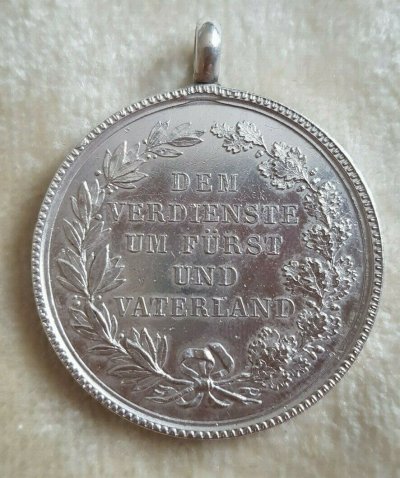 DEM
VERDIENSTE
UM FÜRST
UND
VATERLAND